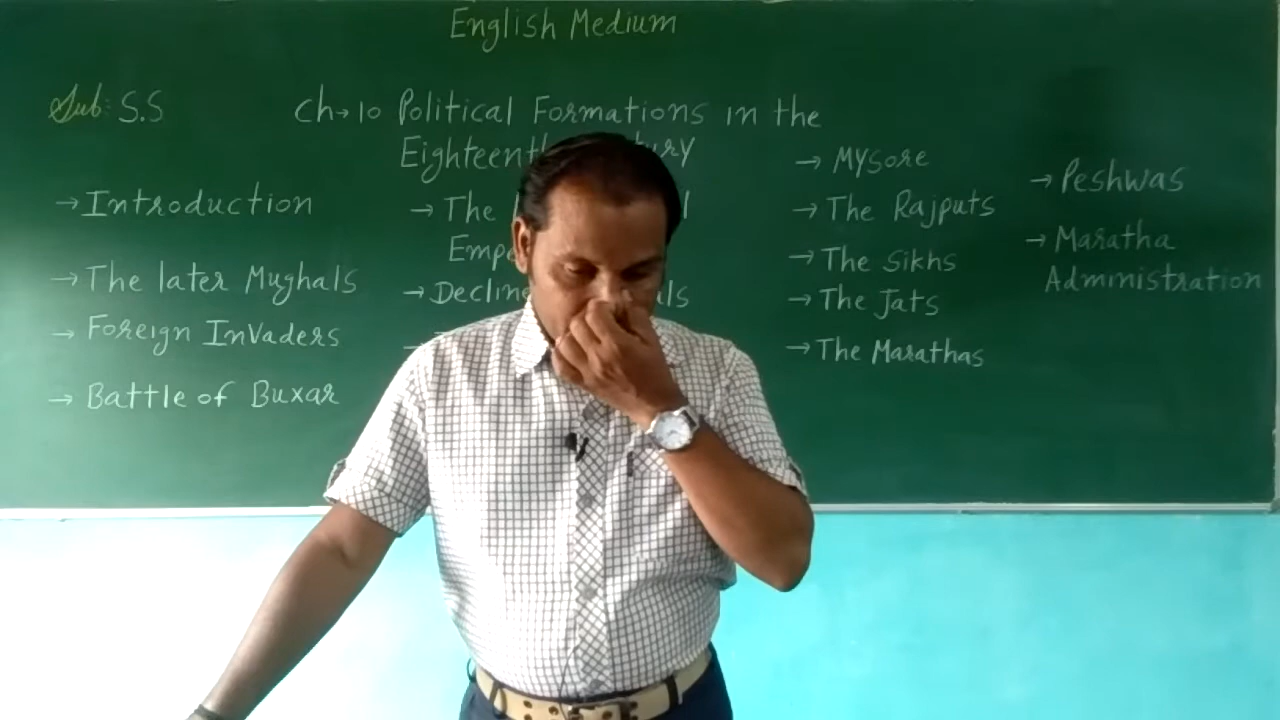 English Medium
Sub: S.S
Ch→10 Political Formations in the
→Introduction
→The later Mughals
→Foreign Invaders
→Battle of Buxar
→The
→
→
→Mysore
→The Rajputs
→The Sikhs
→The Jats
→The Marathas
→Peshwas
→Maratha
Administration